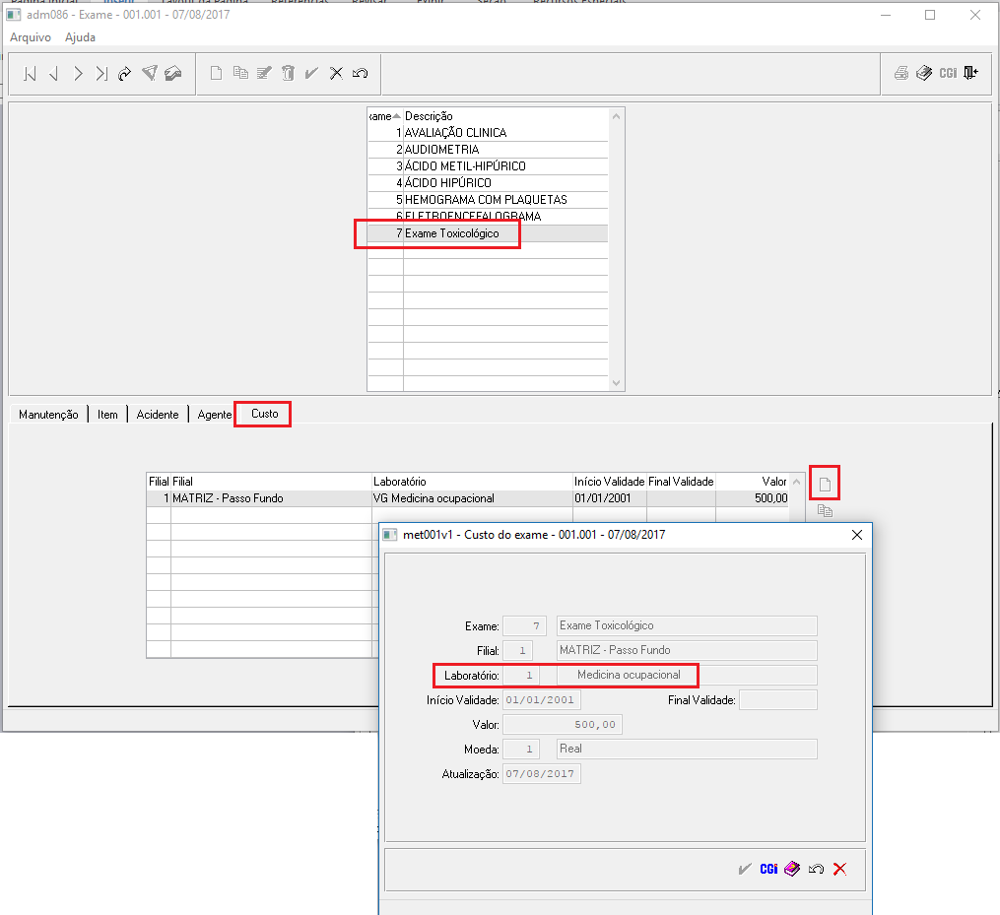 adm086 - Exame - 001.001 - 07/08/2017
Arquivo Ajuda
CGi
Exame Descrição
1 AVALIAÇÃO CLINICA
2 AUDIOMETRIA
3 ÁCIDO METIL-HIPÚRICO
4 ÁCIDO HIPÚRICO
5 HEMOGRAMA COM PLAQUETAS
6 ELETROENCEFALOGRAMA
7 Exame Toxicológico
Manutenção Item Acidente Agente Custo
Filial Filial Laboratório Início Validade Final Validade Valor
1 MATRIZ - Passo Fundo VG Medicina ocupacional 01/01/2001 500,00
met001v1 - Custo do exame - 001.001 - 07/08/2017
Exame: 7 Exame Toxicológico
Filial: 1 MATRIZ - Passo Fundo
Laboratório: 1 Medicina ocupacional
Início Validade: 01/01/2001 Final Validade:
Valor: 500,00
Moeda: 1 Real
Atualização: 07/08/2017
CGi